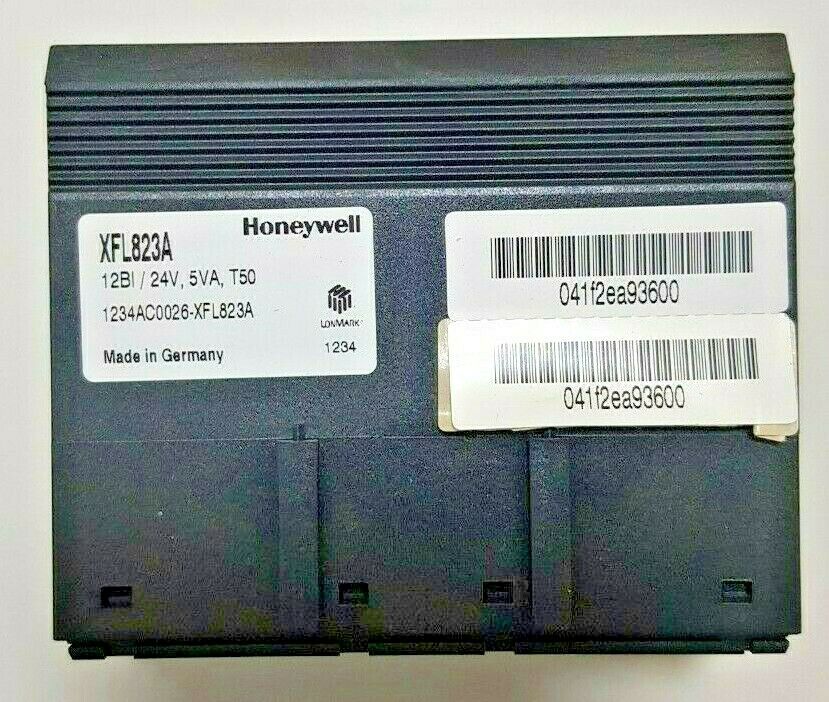 Honeywell
XFL823A
12BI / 24V, 5VA, T50
1234AC0026-XFL823A
LONMARK
Made in Germany
1234
041f2ea93600
041f2ea93600